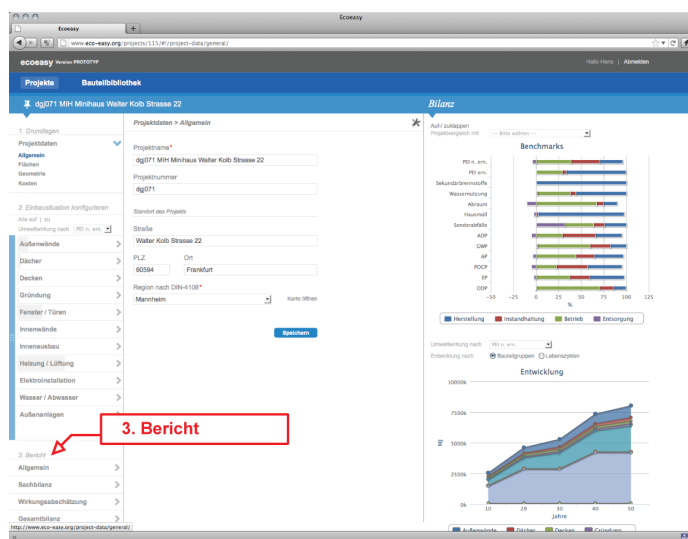 Ecoeasy
Ecoeasy
www.eco-easy.org/projects/115/#!/project-data/general/
ecoeasy Version PROTOTYP
Hallo Hans | Abmelden
Projekte Bauteilbibliothek
dgj071 MIH Minihaus Walter Kolb Strasse 22
Bilanz
1. Grundlagen
Projektdaten
Allgemein
Flächen
Geometrie
Kosten
2. Einbausituation konfigurieren
Alle auf | zu
Umweltwirkung nach PEI n. ern.
Außenwände
Dächer
Decken
Gründung
Fenster / Türen
Innenwände
Innenausbau
Heizung / Lüftung
Elektroinstallation
Wasser / Abwasser
Außenanlagen
3. Bericht
Allgemein
Sachbilanz
Wirkungsabschätzung
Gesamtbilanz
http://www.eco-easy.org/project-data/general/
Projektdaten > Allgemein
Projektname*
dgj071 MIH Minihaus Walter Kolb Strasse 22
Projektnummer
dgj071
Standort des Projekts
Straße
Walter Kolb Strasse 22
PLZ Ort
60594 Frankfurt
Region nach DIN-4108*
Mannheim Karte öffnen
Speichern
3. Bericht
Auf-/ zuklappen
Projektvergleich mit --- Bitte wählen ---
Benchmarks
PEI n. ern.
PEI ern.
Sekundärbrennstoffe
Wassernutzung
Abraum
Hausmüll
Sonderabfälle
ADP
GWP
AP
POCP
EP
ODP
-50 -25 0 25 50 75 100 125
%
Herstellung Instandhaltung Betrieb Entsorgung
Umweltwirkung nach PEI n. ern.
Entwicklung nach Bauteilgruppen Lebenszyklen
Entwicklung
10000k
7500k
5000k
2500k
0k
MJ
10 20 30 40 50
Jahre
Außenwände Dächer Decken Gründung